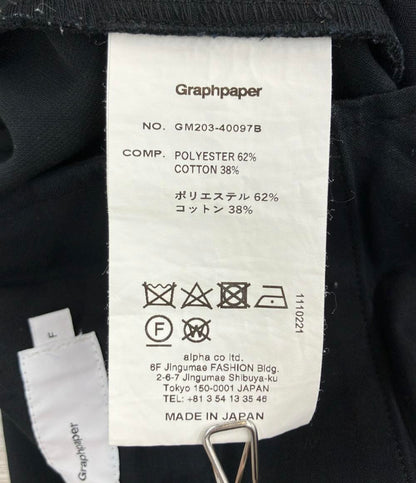 Graphpaper
NO. GM203-40097B
COMP. POLYESTER 62%
COTTON 38%
ポリエステル 62%
コットン 38%
1110221
F W
alpha co ltd.
6F Jingumae FASHION Bldg.
2-6-7 Jingumae Shibuya-ku
Tokyo 150-0001 JAPAN
TEL: +81 3 54 13 35 46
MADE IN JAPAN
F
Graphpaper